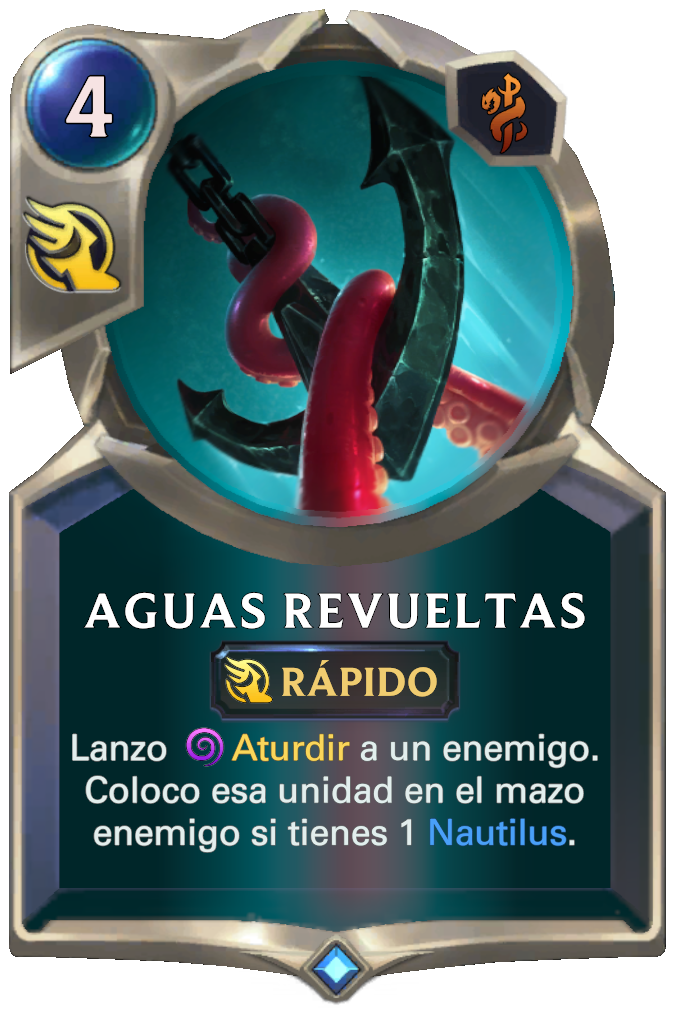 4
AGUAS REVUELTAS
RÁPIDO
Lanzo Aturdir a un enemigo.
Coloco esa unidad en el mazo
enemigo si tienes 1 Nautilus.